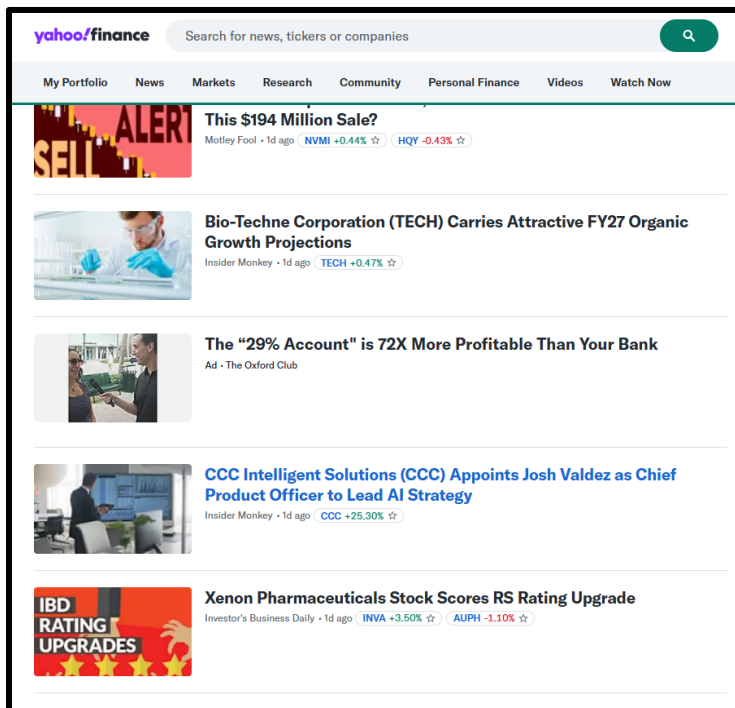 yahoo!finance
Search for news, tickers or companies
My Portfolio News Markets Research Community Personal Finance Videos Watch Now
ALERT
SELL
This $194 Million Sale?
Motley Fool • 1d ago NVMI +0.44% ☆ HQY -0.43% ☆
Bio-Techne Corporation (TECH) Carries Attractive FY27 Organic
Growth Projections
Insider Monkey • 1d ago TECH +0.47% ☆
The “29% Account" is 72X More Profitable Than Your Bank
Ad • The Oxford Club
CCC Intelligent Solutions (CCC) Appoints Josh Valdez as Chief
Product Officer to Lead AI Strategy
Insider Monkey • 1d ago CCC +25.30% ☆
IBD
RATING
UPGRADES
Xenon Pharmaceuticals Stock Scores RS Rating Upgrade
Investor's Business Daily • 1d ago INVA +3.50% ☆ AUPH -1.10% ☆